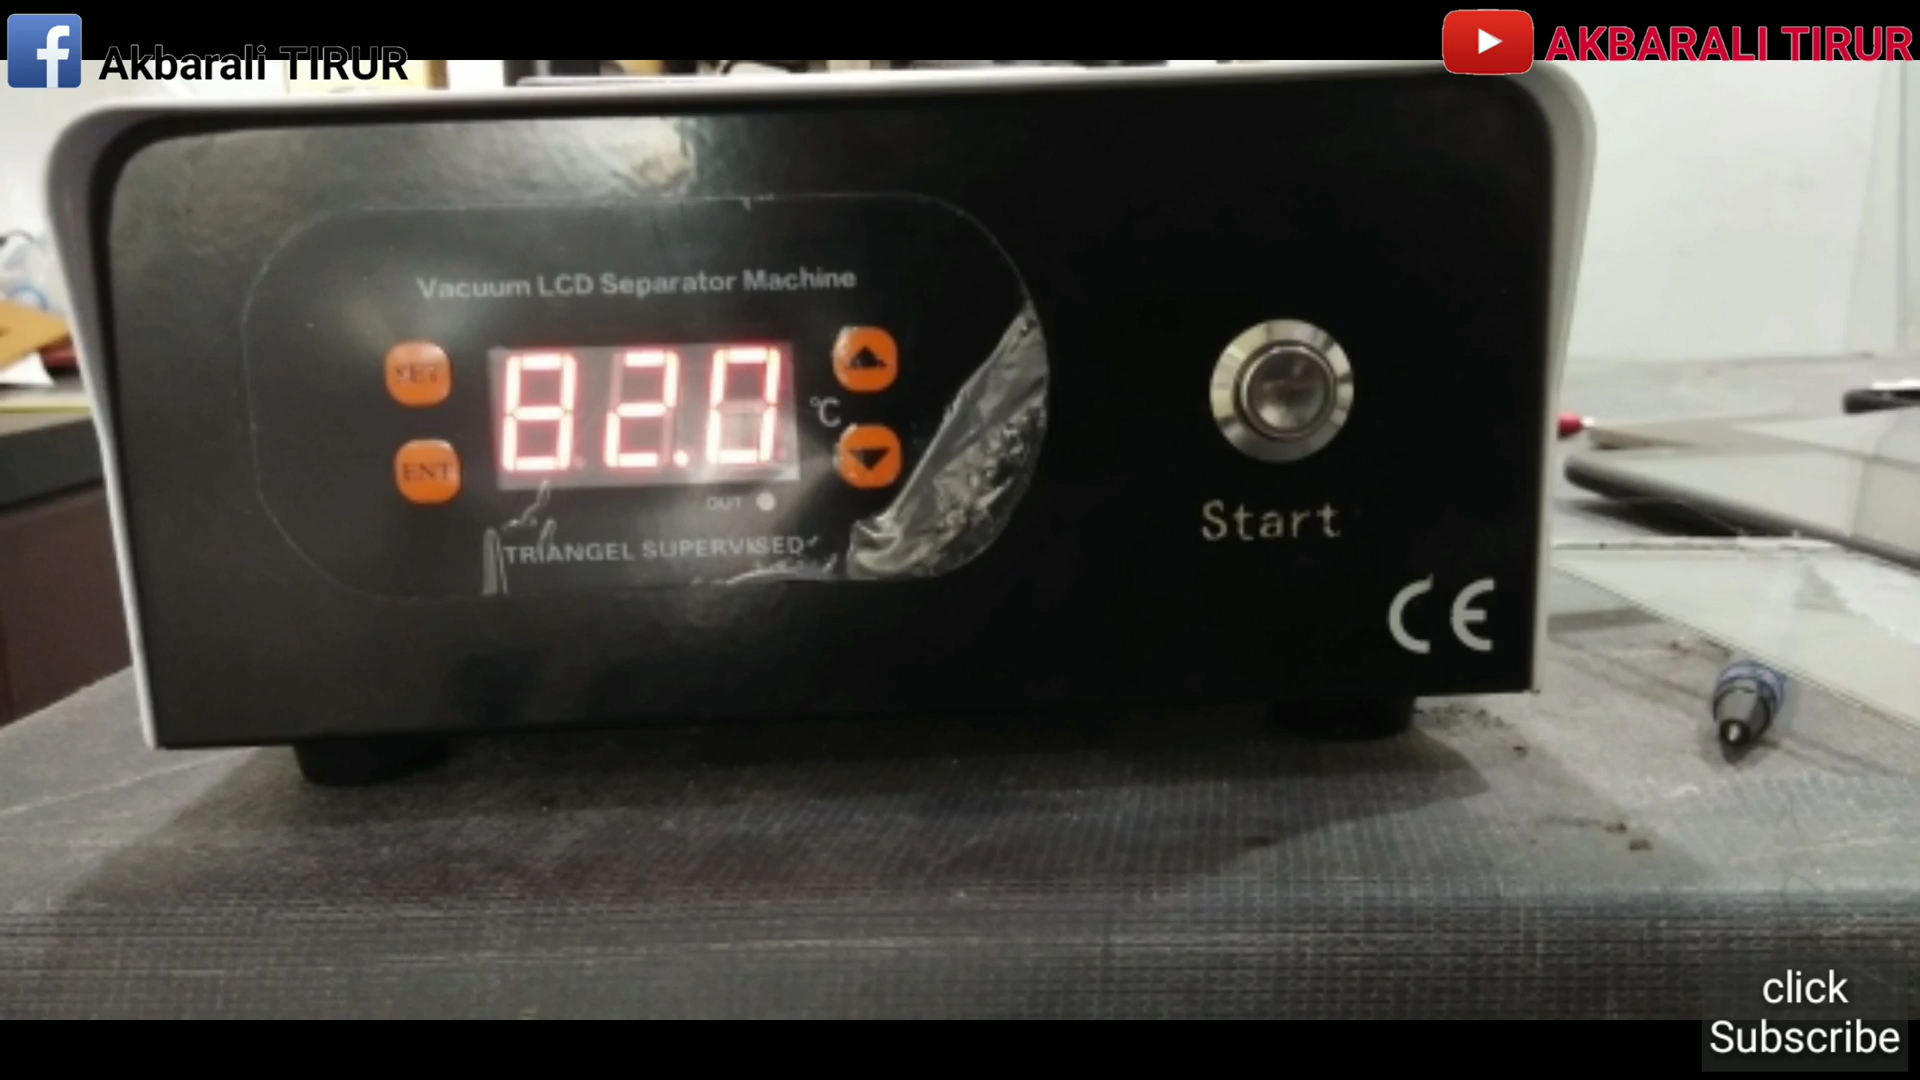 Akbarali TIRUR
AKBARALI TIRUR
Vacuum LCD Separator Machine
SET
82.0
°C
ENT
OUT
TRIANGEL SUPERVISED
Start
CE
click
Subscribe